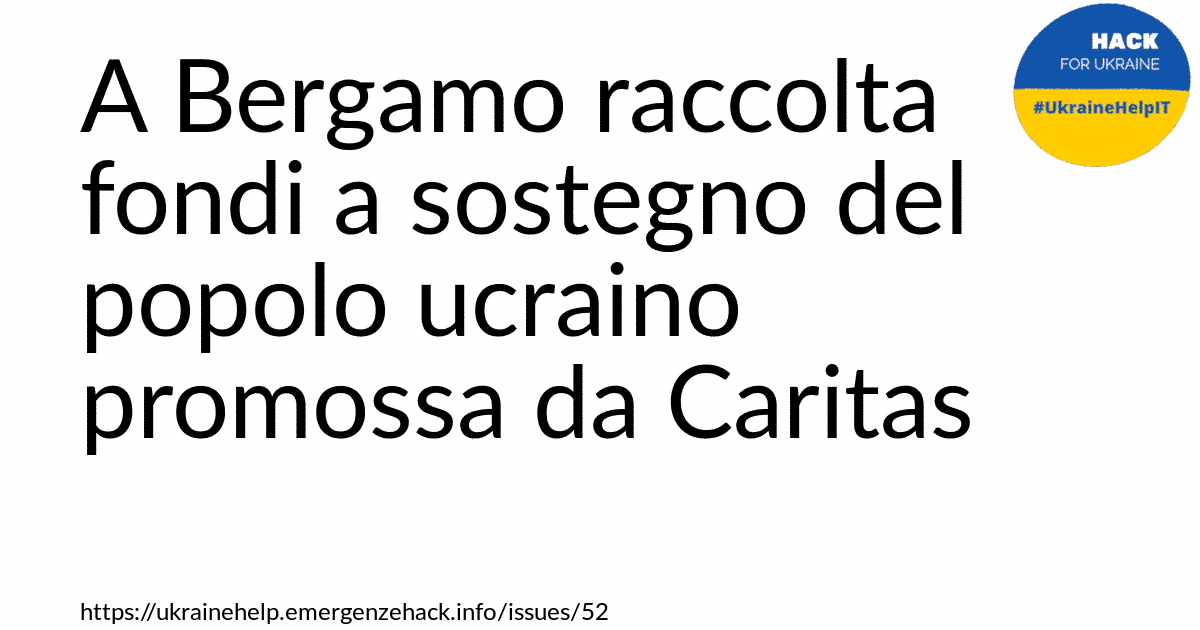 HACK
FOR UKRAINE
#UkraineHelpIT
A Bergamo raccolta
fondi a sostegno del
popolo ucraino
promossa da Caritas
https://ukrainehelp.emergenzehack.info/issues/52